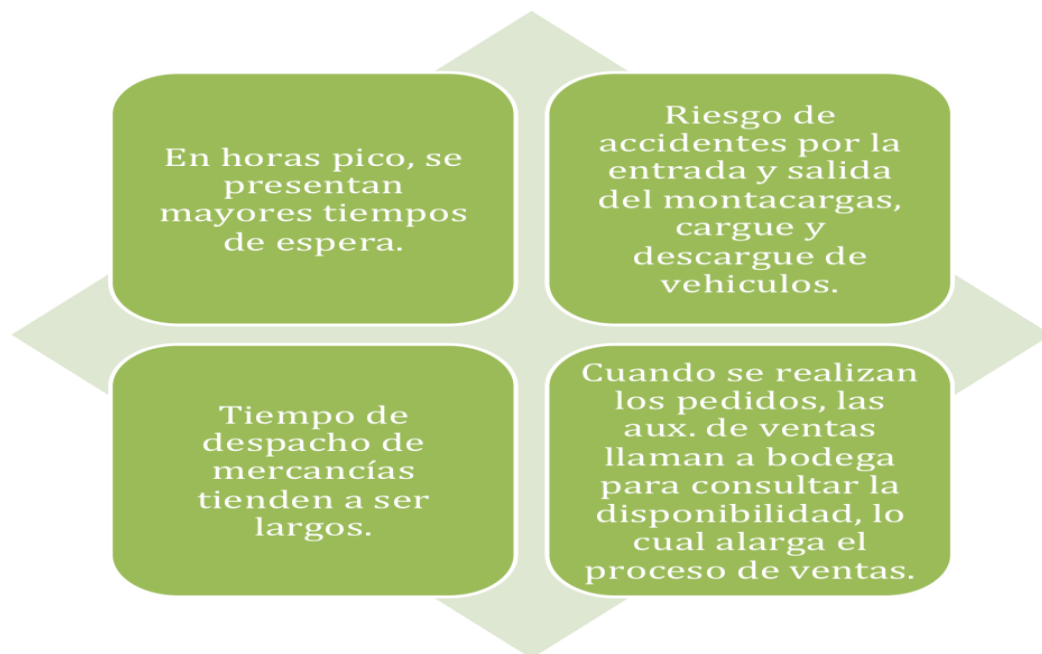 En horas pico, se
presentan
mayores tiempos
de espera.
Riesgo de
accidentes por la
entrada y salida
del montacargas,
cargue y
descargue de
vehiculos.
Tiempo de
despacho de
mercancías
tienden a ser
largos.
Cuando se realizan
los pedidos, las
aux. de ventas
llaman a bodega
para consultar la
disponibilidad, lo
cual alarga el
proceso de ventas.